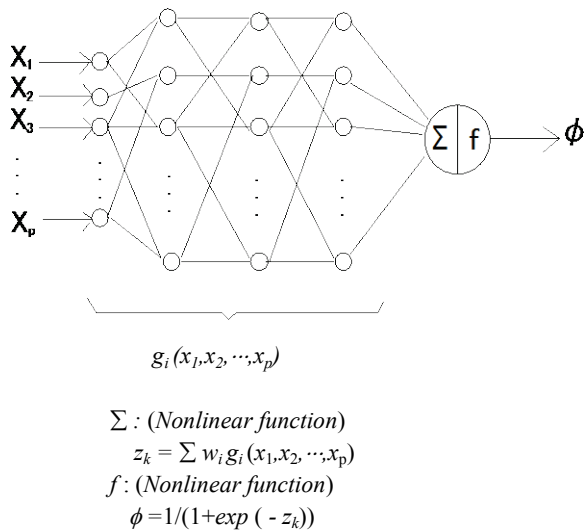 X₁
X₂
X₃
Xₚ
Σ f
ϕ
gᵢ (x₁,x₂,···,xₚ)
Σ : (Nonlinear function)
zₖ = Σ wᵢ gᵢ (x₁,x₂,···,xₚ)
f : (Nonlinear function)
ϕ =1/(1+exp ( - zₖ))